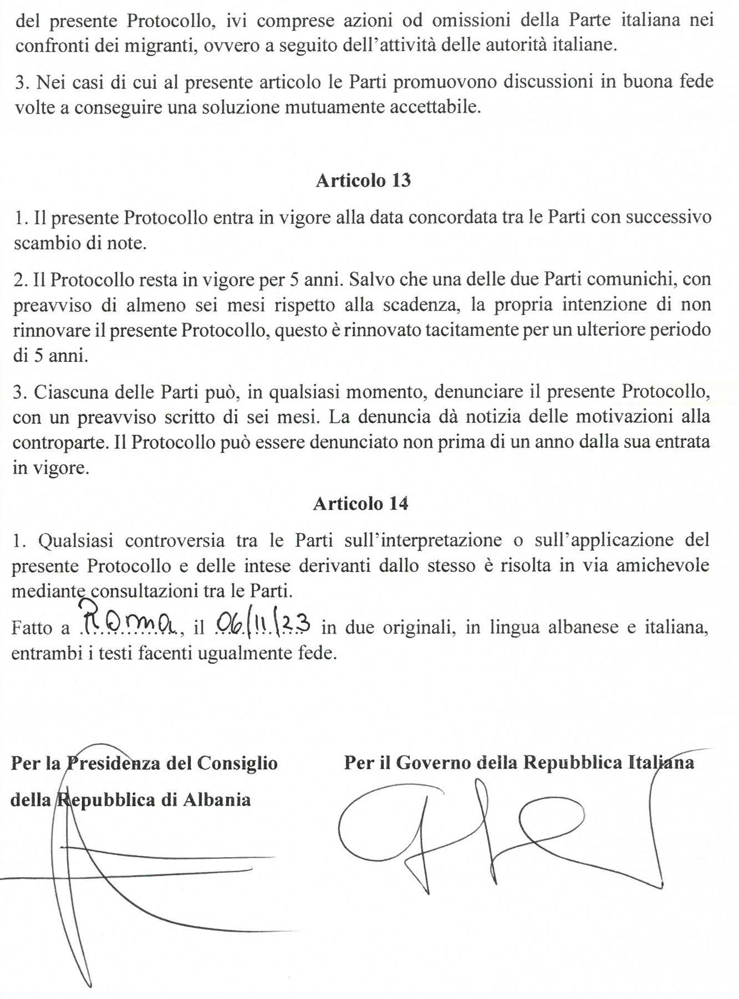 del presente Protocollo, ivi comprese azioni od omissioni della Parte italiana nei
confronti dei migranti, ovvero a seguito dell’attività delle autorità italiane.
3. Nei casi di cui al presente articolo le Parti promuovono discussioni in buona fede
volte a conseguire una soluzione mutuamente accettabile.
Articolo 13
1. Il presente Protocollo entra in vigore alla data concordata tra le Parti con successivo
scambio di note.
2. Il Protocollo resta in vigore per 5 anni. Salvo che una delle due Parti comunichi, con
preavviso di almeno sei mesi rispetto alla scadenza, la propria intenzione di non
rinnovare il presente Protocollo, questo è rinnovato tacitamente per un ulteriore periodo
di 5 anni.
3. Ciascuna delle Parti può, in qualsiasi momento, denunciare il presente Protocollo,
con un preavviso scritto di sei mesi. La denuncia dà notizia delle motivazioni alla
controparte. Il Protocollo può essere denunciato non prima di un anno dalla sua entrata
in vigore.
Articolo 14
1. Qualsiasi controversia tra le Parti sull’interpretazione o sull’applicazione del
presente Protocollo e delle intese derivanti dallo stesso è risolta in via amichevole
mediante consultazioni tra le Parti.
Fatto a Roma, il 06/11/23 in due originali, in lingua albanese e italiana,
entrambi i testi facenti ugualmente fede.
Per la Presidenza del Consiglio
della Repubblica di Albania
Per il Governo della Repubblica Italiana